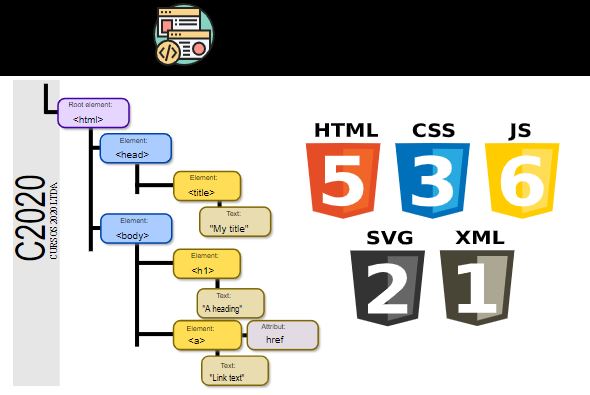 C2020
CURSOS 2020 LTDA
Root element:
<html>
Element:
<head>
Element:
<title>
Text:
"My title"
Element:
<body>
Element:
<h1>
Text:
"A heading"
Element:
<a>
Attribut:
href
Text:
"Link text"
HTML
5
CSS
3
JS
6
SVG
2
XML
1